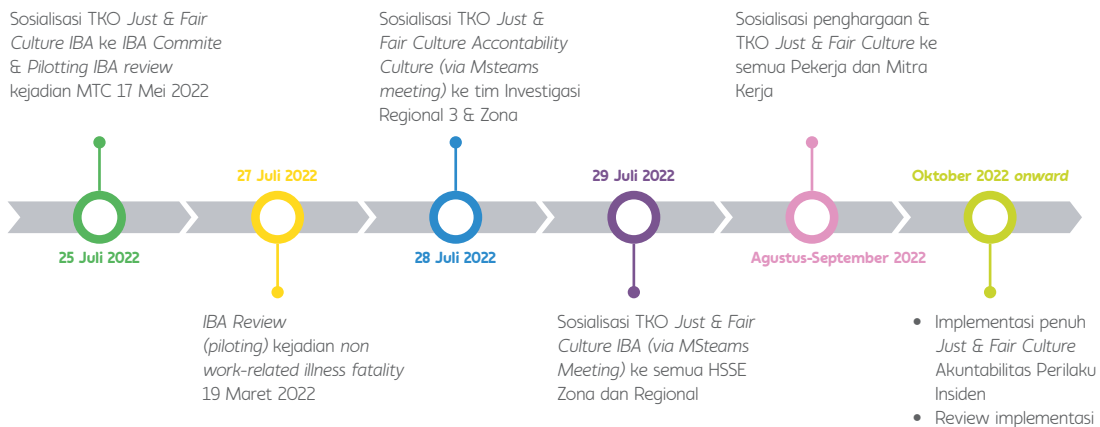 Sosialisasi TKO Just & Fair
Culture IBA ke IBA Commite
& Pilotting IBA review
kejadian MTC 17 Mei 2022
25 Juli 2022
27 Juli 2022
IBA Review
(piloting) kejadian non
work-related illness fatality
19 Maret 2022
Sosialisasi TKO Just &
Fair Culture Accontability
Culture (via Msteams
meeting) ke tim Investigasi
Regional 3 & Zona
28 Juli 2022
29 Juli 2022
Sosialisasi TKO Just & Fair
Culture IBA (via MSteams
Meeting) ke semua HSSE
Zona dan Regional
Sosialisasi penghargaan &
TKO Just & Fair Culture ke
semua Pekerja dan Mitra
Kerja
Agustus-September 2022
Oktober 2022 onward
• Implementasi penuh
Just & Fair Culture
Akuntabilitas Perilaku
Insiden
• Review implementasi